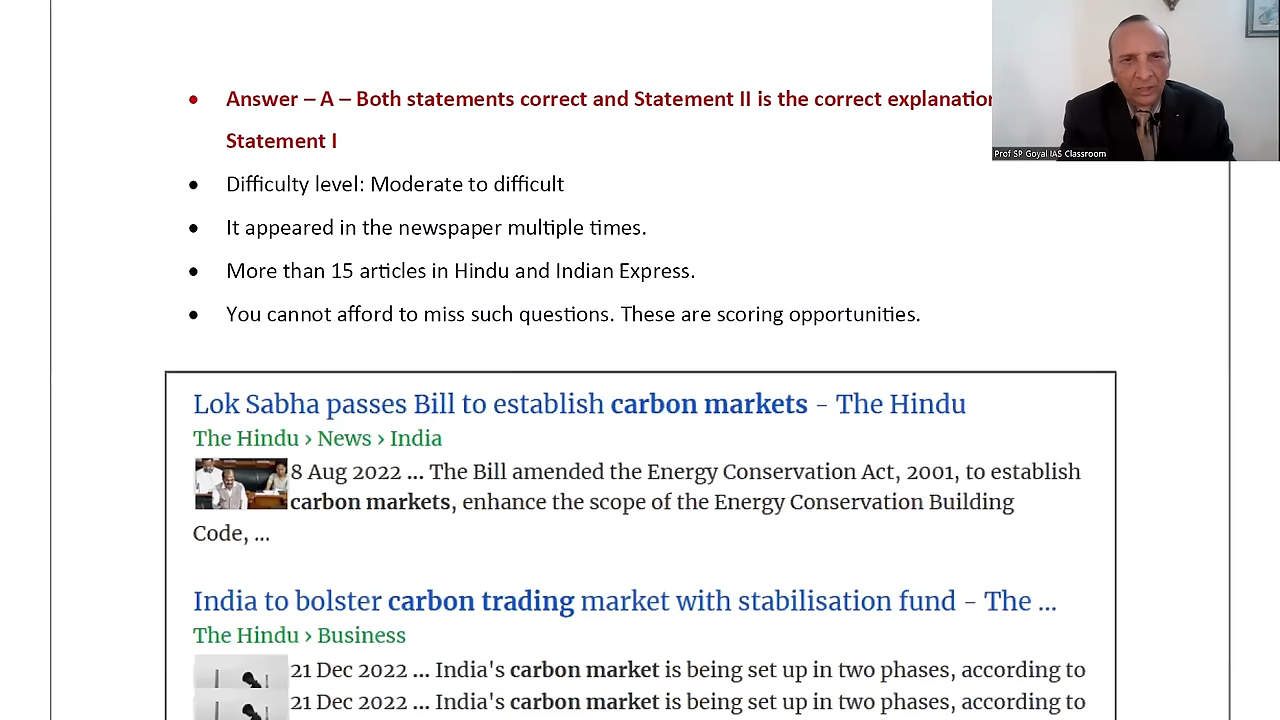 Answer – A – Both statements correct and Statement II is the correct explanation
Statement I
Difficulty level: Moderate to difficult
It appeared in the newspaper multiple times.
More than 15 articles in Hindu and Indian Express.
You cannot afford to miss such questions. These are scoring opportunities.
Prof SP Goyal IAS Classroom
Lok Sabha passes Bill to establish carbon markets - The Hindu
The Hindu › News › India
8 Aug 2022 ... The Bill amended the Energy Conservation Act, 2001, to establish
carbon markets, enhance the scope of the Energy Conservation Building
Code, ...
India to bolster carbon trading market with stabilisation fund - The ...
The Hindu › Business
21 Dec 2022 ... India's carbon market is being set up in two phases, according to
21 Dec 2022 ... India's carbon market is being set up in two phases, according to